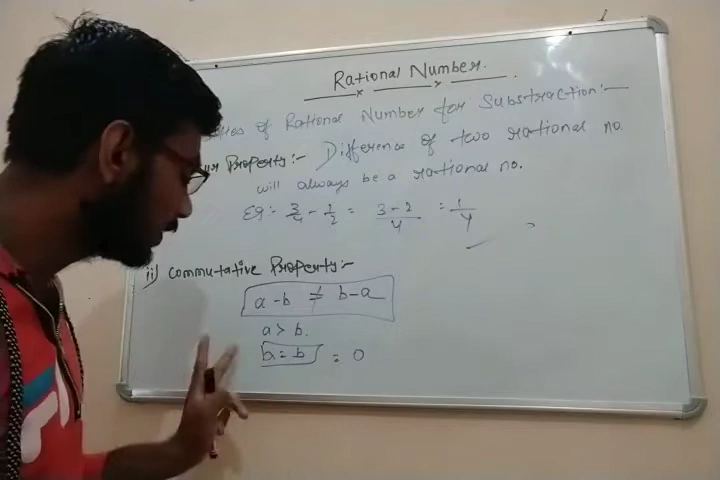 Rational Number.
of Rational Number for Substraction:-
Property:- Difference of two rational no.
will always be a rational no.
Eg:- 3/4 - 1/2 = 3-2/4 = 1/4
ii) Commutative Property:-
a-b ≠ b-a
a > b.
a = b = 0